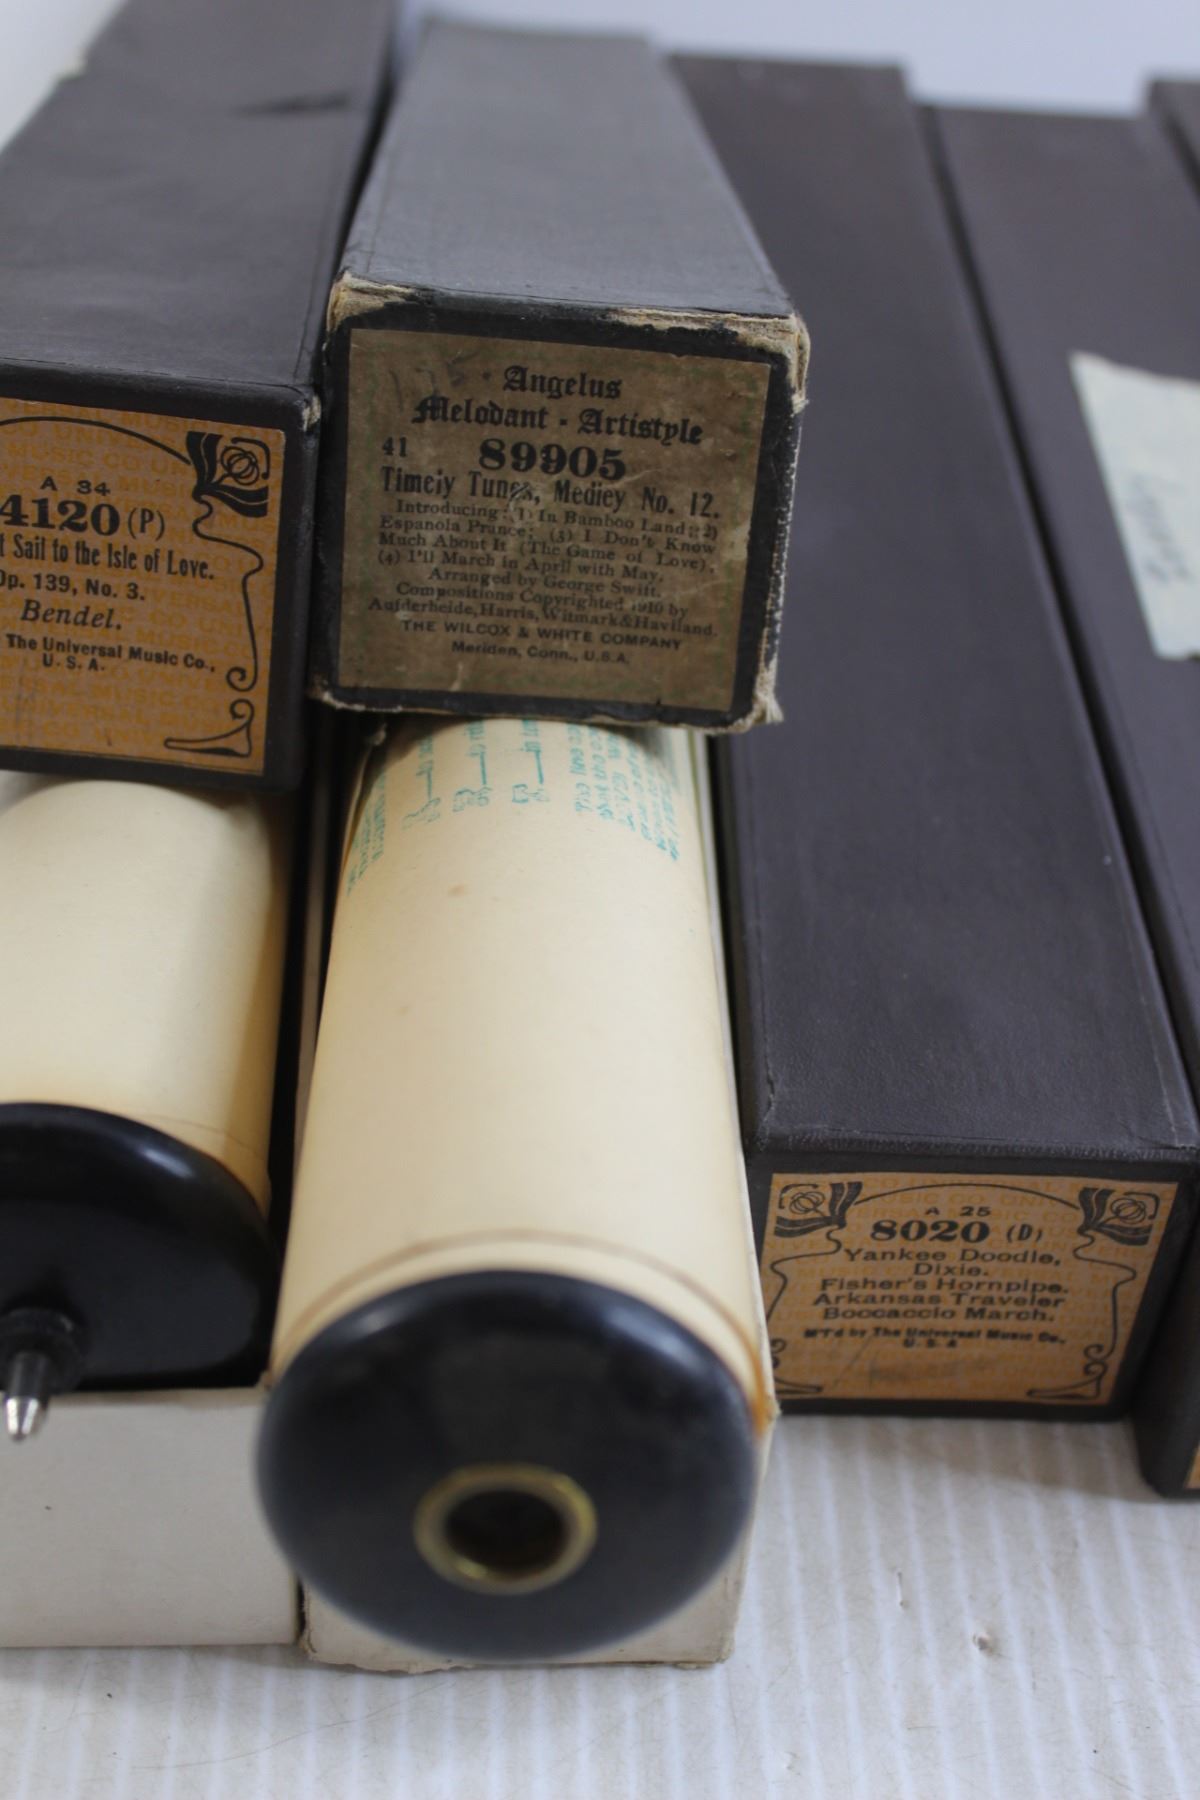 A 34
4120 (P)
Sail to the Isle of Love.
Op. 139, No. 3.
Bendel.
The Universal Music Co.,
U. S. A.
Angelus
Melodant - Artistyle
41
89905
Timely Tunes, Medley No. 12.
Introducing: (1) In Bamboo Land; (2)
Espanola Prance; (3) I Don't Know
Much About It (The Game of Love),
(4) I'll March in April with May.
Arranged by George Swift.
Compositions Copyrighted 1910 by
Aufderheide, Harris, Witmark & Haviland.
THE WILCOX & WHITE COMPANY
Meriden, Conn., U.S.A.
A 25
8020 (D)
Yankee Doodle,
Dixie.
Fisher's Hornpipe.
Arkansas Traveler
Boccaccio March.
M'f'd by The Universal Music Co.,
U. S. A